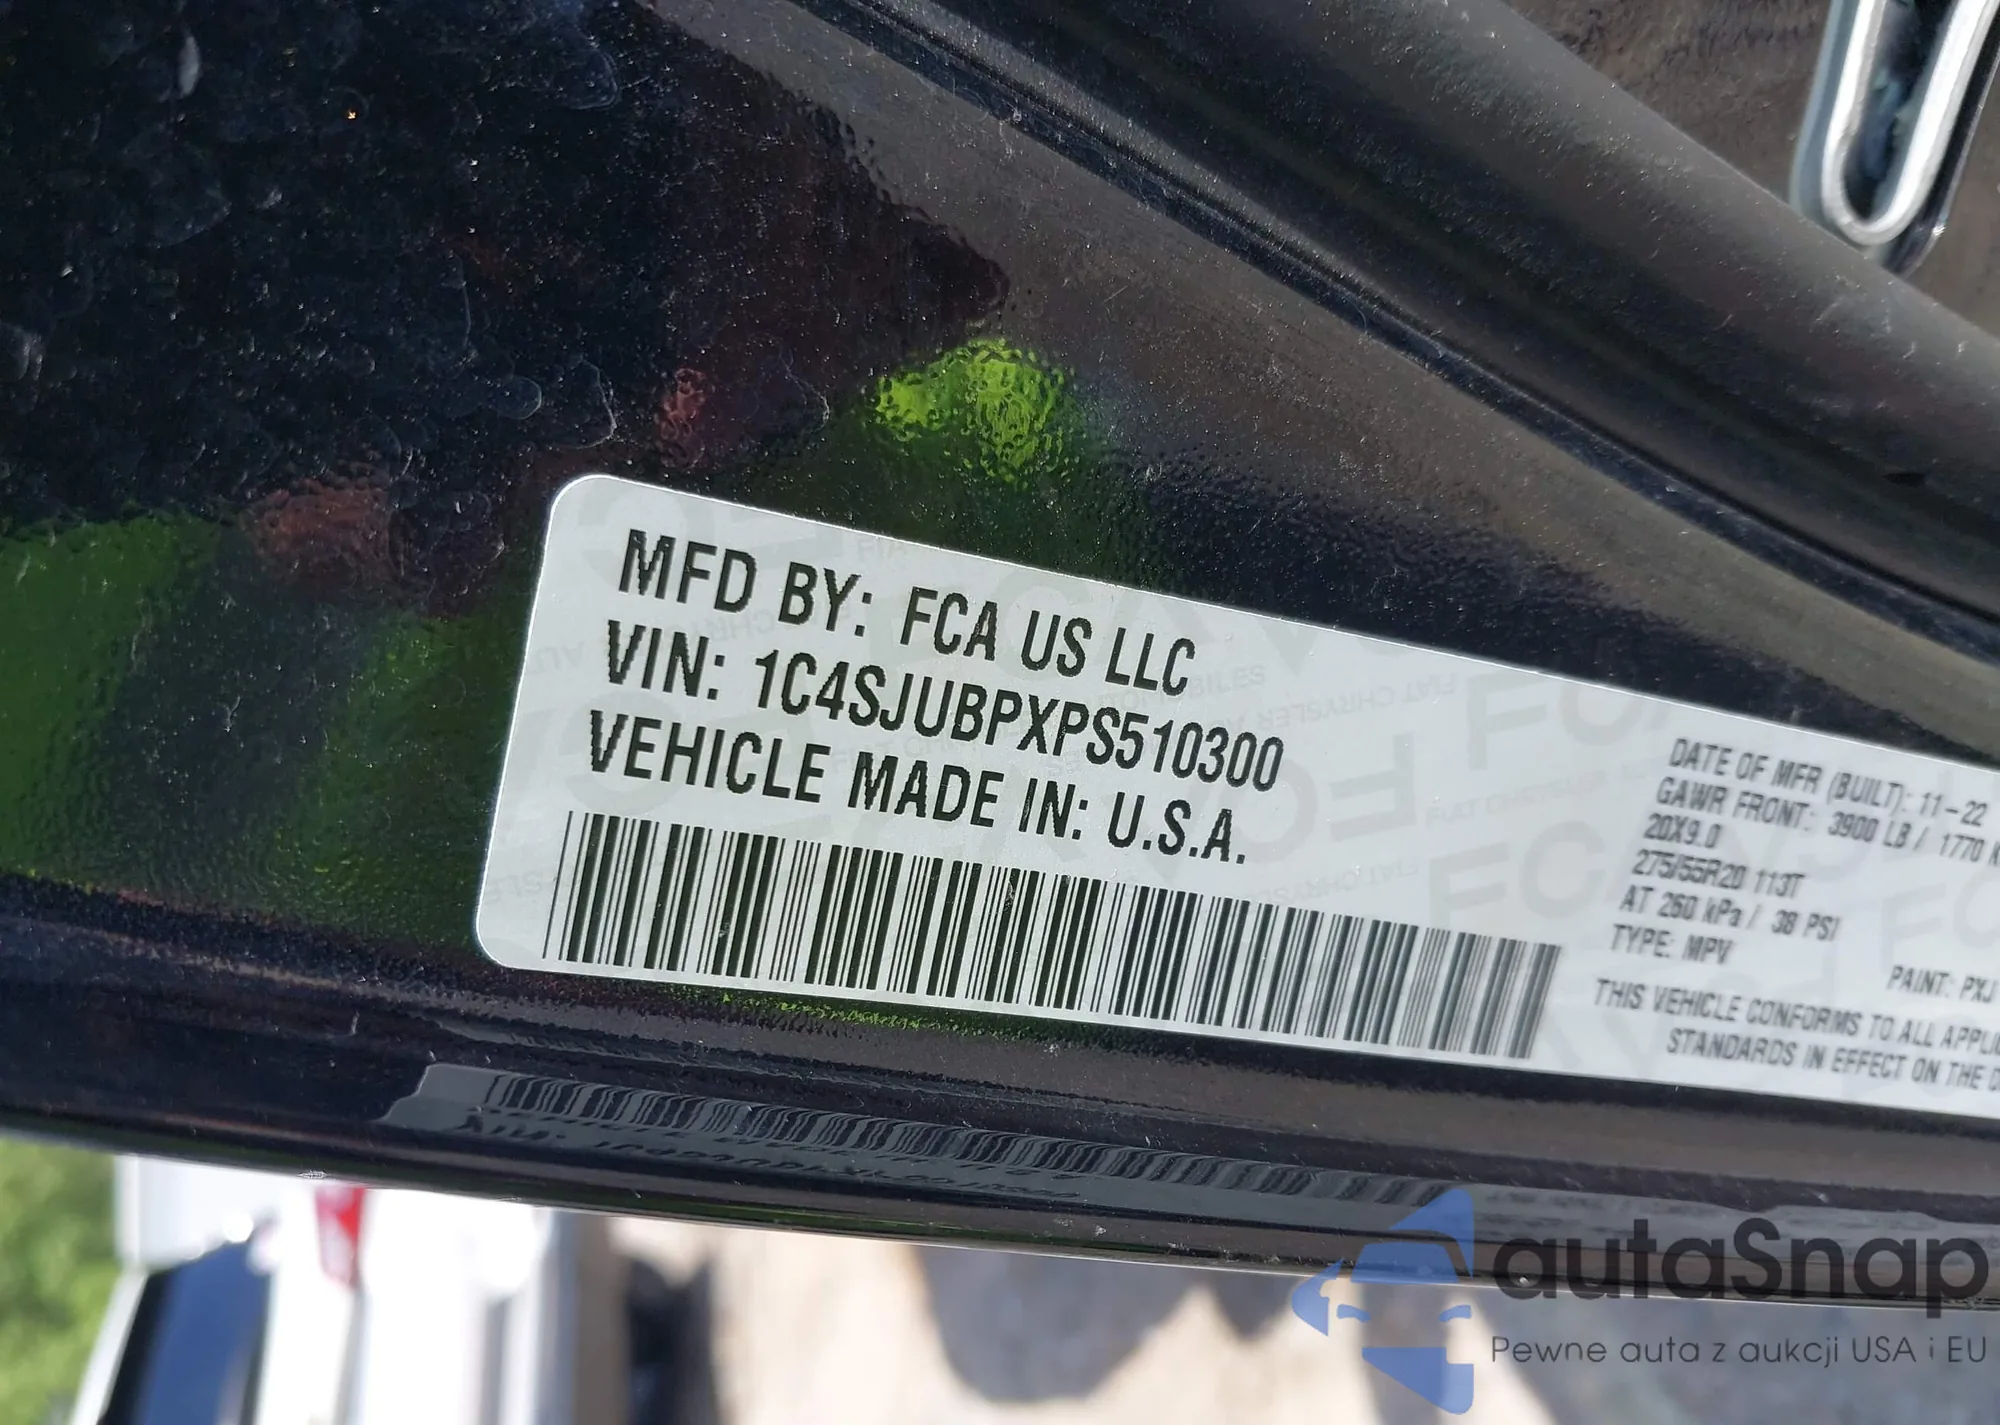 MFD BY: FCA US LLC
VIN: 1C4SJUBPXPS510300
VEHICLE MADE IN: U.S.A.
DATE OF MFR (BUILT): 11-22
GAWR FRONT: 3900 LB / 1770 K
20X9.0
275/55R20 113T
AT 260 kPa / 38 PSI
TYPE: MPV
PAINT: PXJ
THIS VEHICLE CONFORMS TO ALL APPLIC
STANDARDS IN EFFECT ON THE D
autaSnap
Pewne auta z aukcji USA i EU